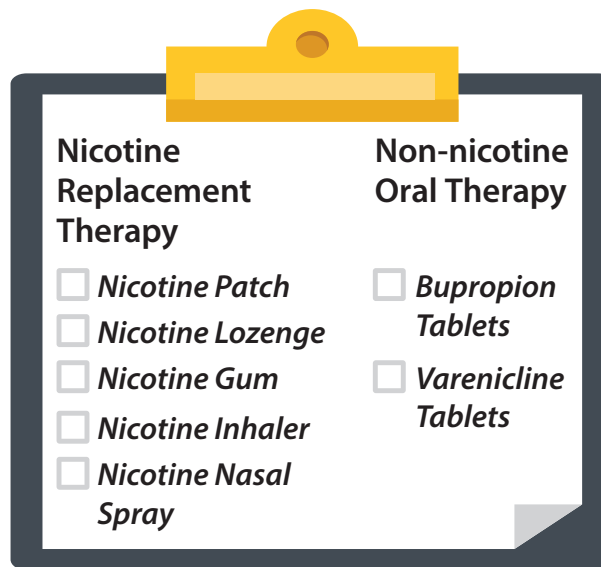 Nicotine
Replacement
Therapy
Nicotine Patch
Nicotine Lozenge
Nicotine Gum
Nicotine Inhaler
Nicotine Nasal
Spray
Non-nicotine
Oral Therapy
Bupropion
Tablets
Varenicline
Tablets